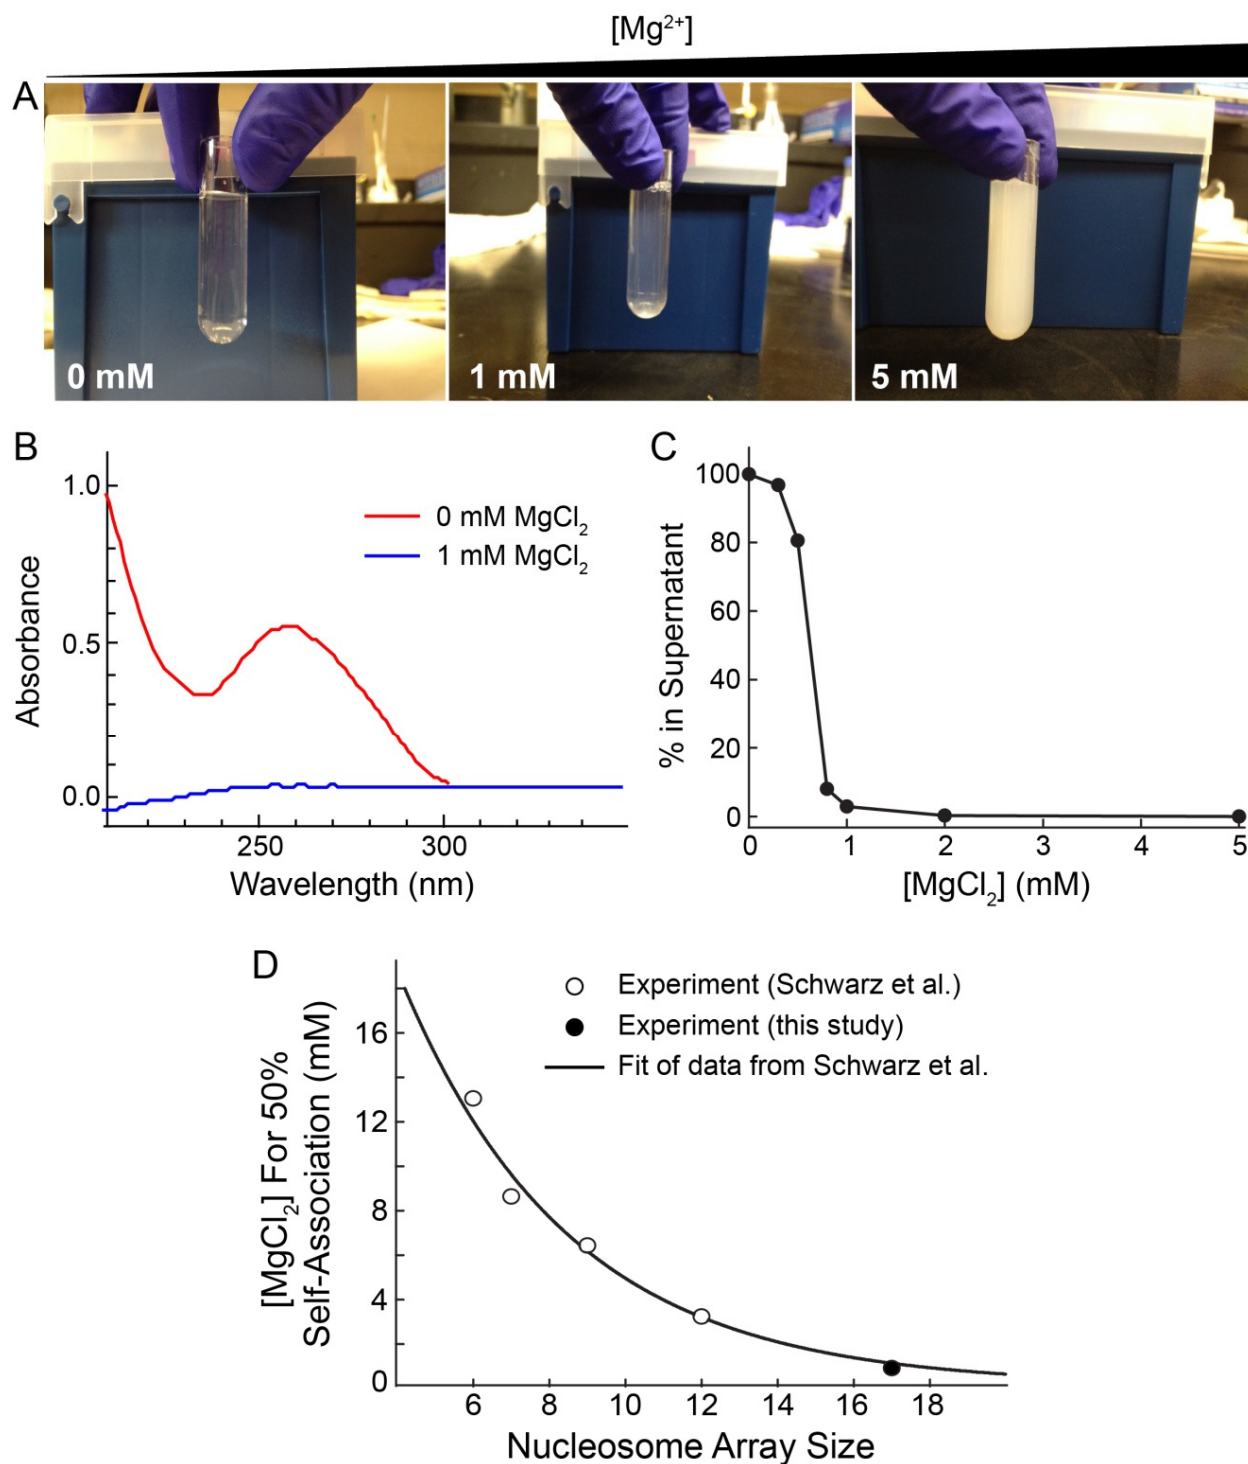 [Mg²⁺]
A
0 mM
1 mM
5 mM
B
1.0
0.5
0.0
Absorbance
0 mM MgCl₂
1 mM MgCl₂
250
300
Wavelength (nm)
C
100
80
60
40
20
0
% in Supernatant
0
1
2
3
4
5
[MgCl₂] (mM)
D
16
12
8
4
0
[MgCl₂] For 50%
Self-Association (mM)
Experiment (Schwarz et al.)
Experiment (this study)
Fit of data from Schwarz et al.
6
8
10
12
14
16
18
Nucleosome Array Size